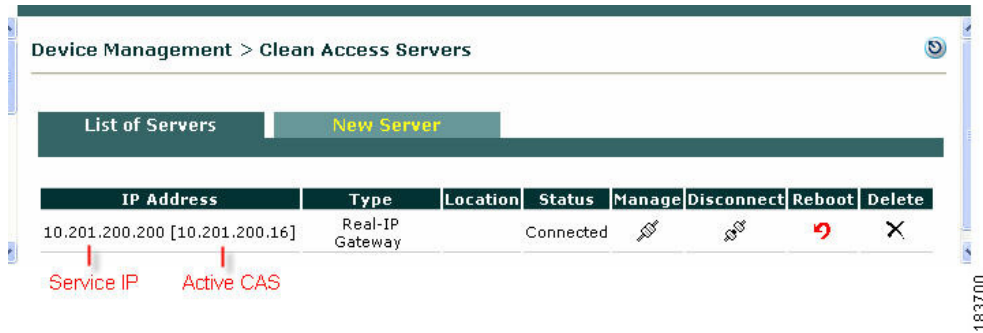 Device Management > Clean Access Servers
List of Servers New Server
IP Address Type Location Status Manage Disconnect Reboot Delete
10.201.200.200 [10.201.200.16] Real-IP Gateway Connected
Service IP Active CAS
183700